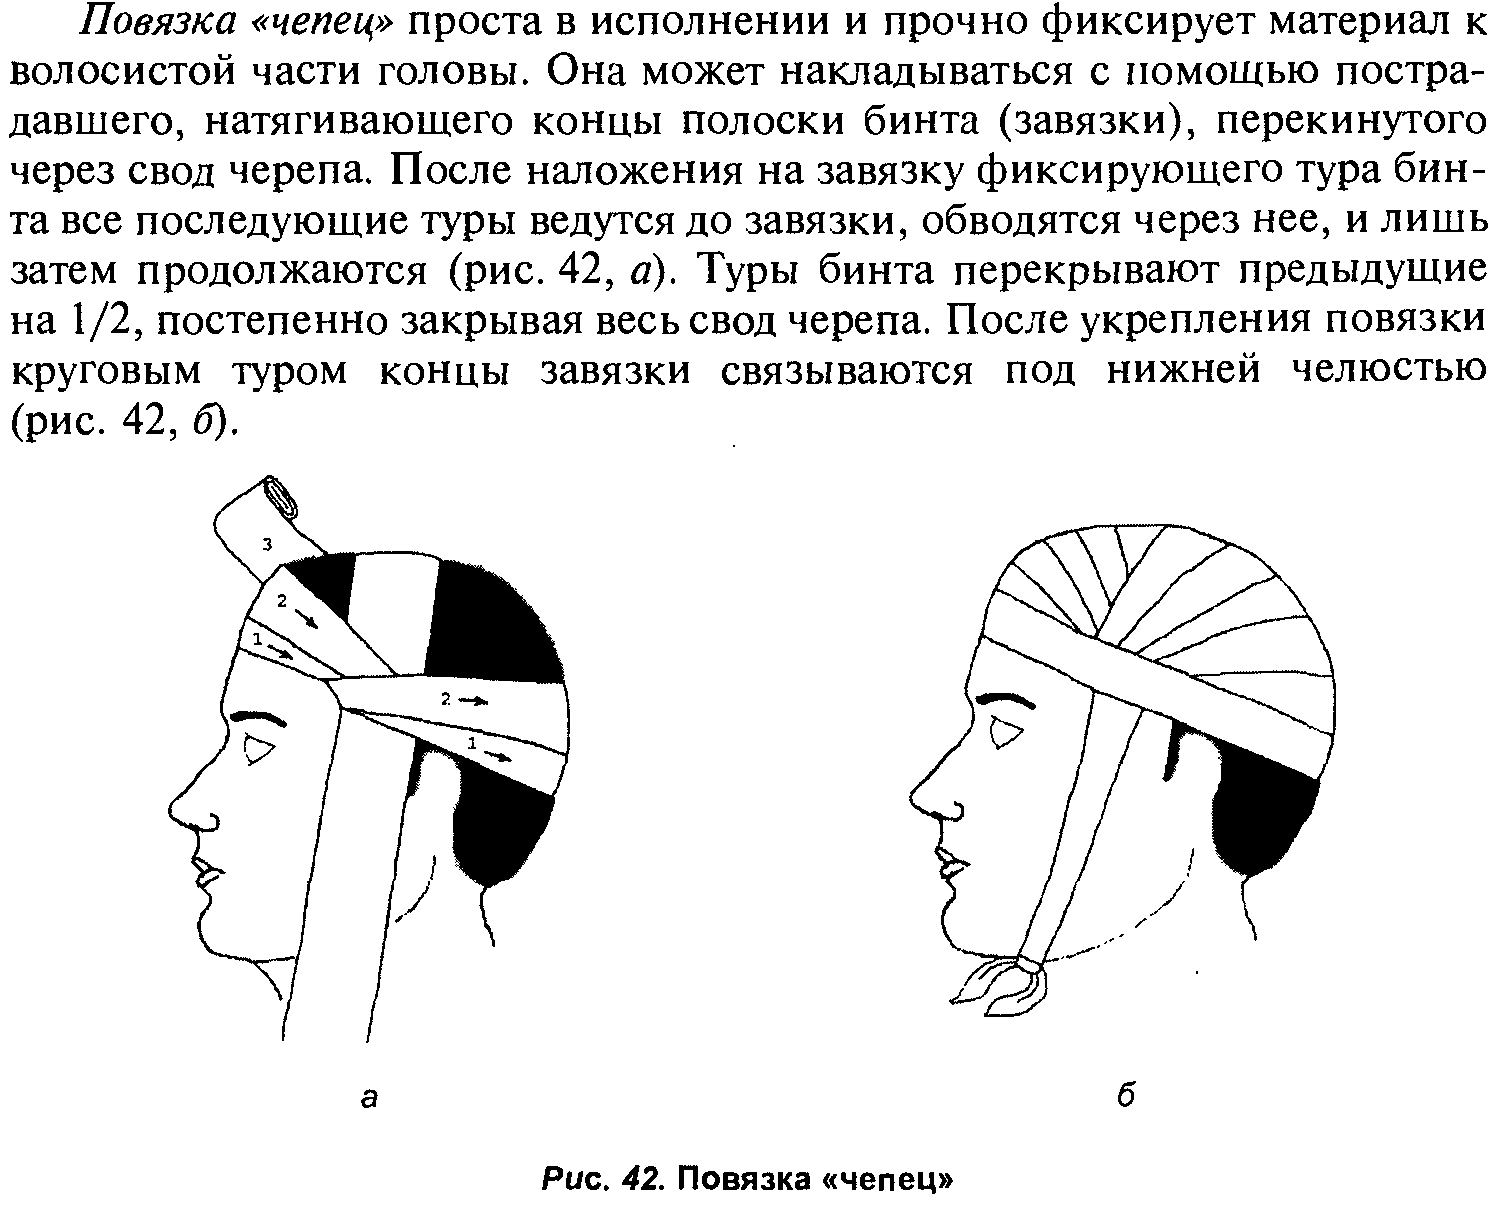 Повязка «чепец» проста в исполнении и прочно фиксирует материал к
волосистой части головы. Она может накладываться с помощью постра-
давшего, натягивающего концы полоски бинта (завязки), перекинутого
через свод черепа. После наложения на завязку фиксирующего тура бин-
та все последующие туры ведутся до завязки, обводятся через нее, и лишь
затем продолжаются (рис. 42, а). Туры бинта перекрывают предыдущие
на 1/2, постепенно закрывая весь свод черепа. После укрепления повязки
круговым туром концы завязки связываются под нижней челюстью
(рис. 42, б).
3
2
1
2
1
а
б
Рис. 42. Повязка «чепец»